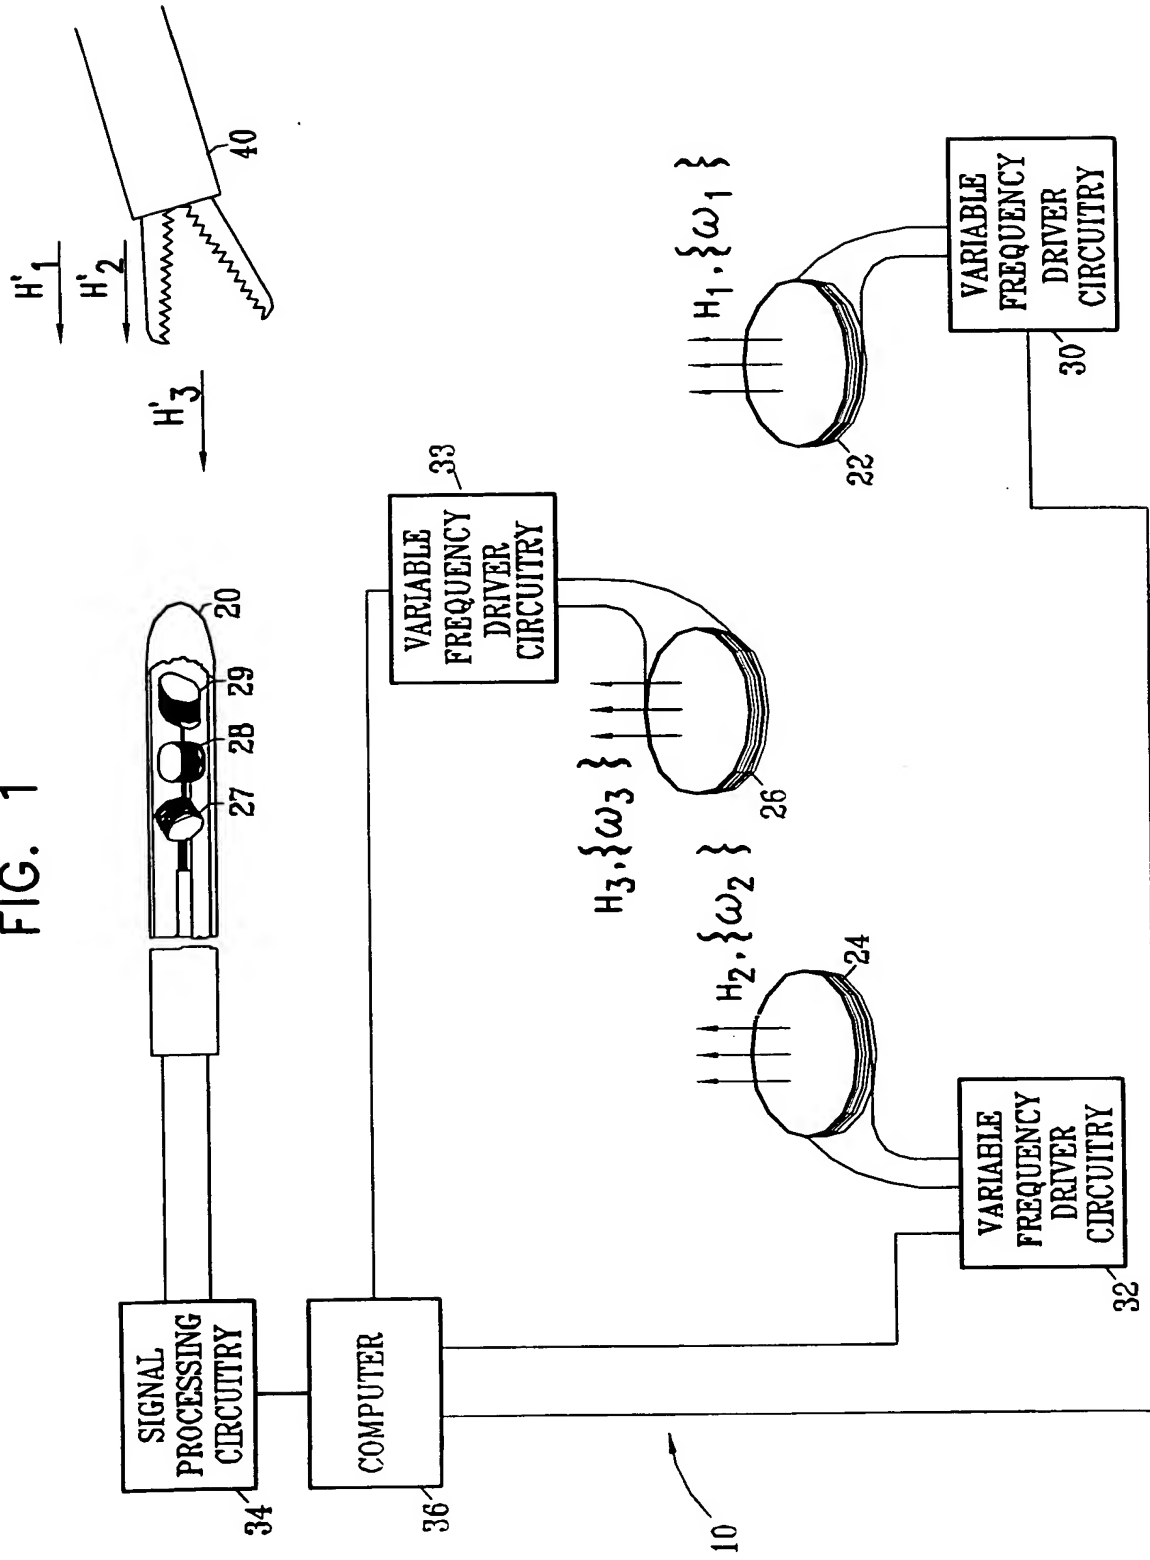 FIG. 1
SIGNAL
PROCESSING
CIRCUITRY
34
COMPUTER
36
10
27
28
29
20
H'3
H'1
H'2
40
VARIABLE
FREQUENCY
DRIVER
CIRCUITRY
33
H3,{ω3}
26
H2,{ω2}
24
VARIABLE
FREQUENCY
DRIVER
CIRCUITRY
32
H1,{ω1}
22
VARIABLE
FREQUENCY
DRIVER
CIRCUITRY
30